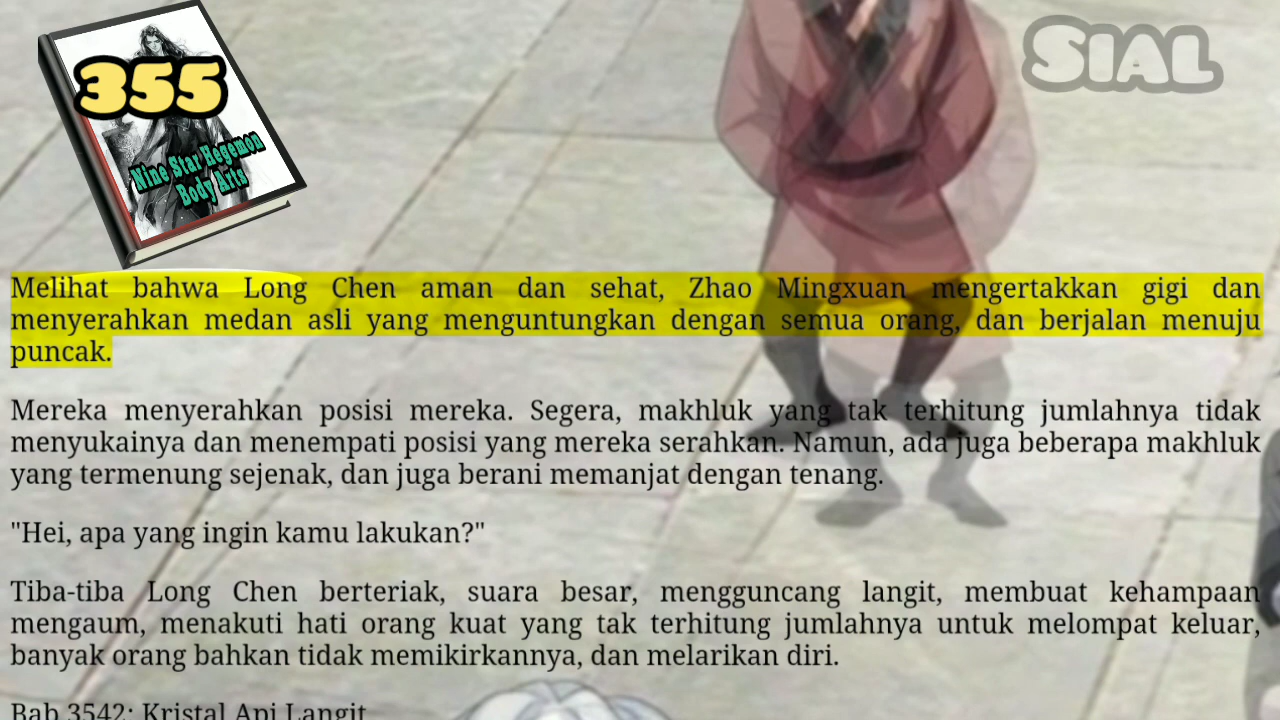 355
Nine Star Hegemon
Body Arts
SIAL
Melihat bahwa Long Chen aman dan sehat, Zhao Mingxuan mengertakkan gigi dan
menyerahkan medan asli yang menguntungkan dengan semua orang, dan berjalan menuju
puncak.
Mereka menyerahkan posisi mereka. Segera, makhluk yang tak terhitung jumlahnya tidak
menyukainya dan menempati posisi yang mereka serahkan. Namun, ada juga beberapa makhluk
yang termenung sejenak, dan juga berani memanjat dengan tenang.
"Hei, apa yang ingin kamu lakukan?"
Tiba-tiba Long Chen berteriak, suara besar, mengguncang langit, membuat kehampaan
mengaum, menakuti hati orang kuat yang tak terhitung jumlahnya untuk melompat keluar,
banyak orang bahkan tidak memikirkannya, dan melarikan diri.
Bab 3542: Kristal Api Langit